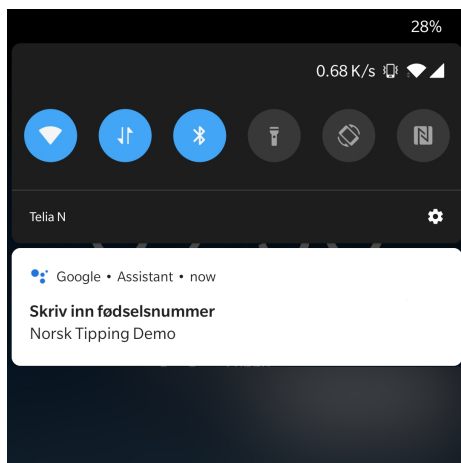 28%
0.68 K/s
Telia N
Google • Assistant • now
Skriv inn fødselsnummer
Norsk Tipping Demo